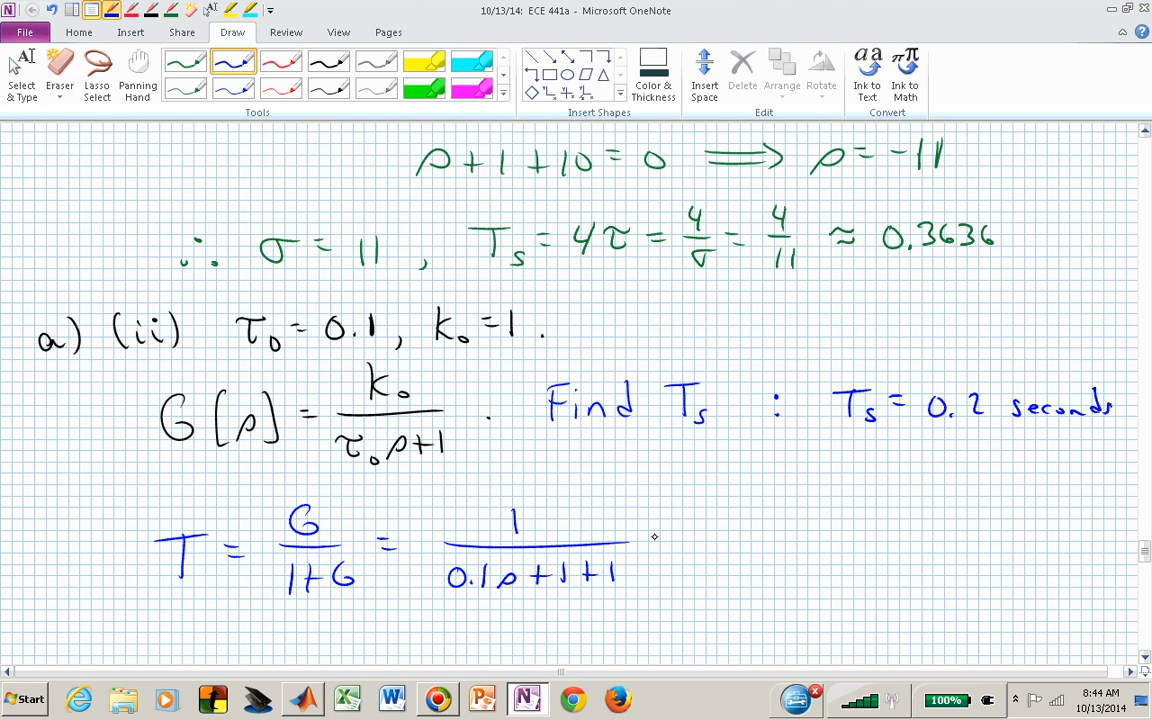 10/13/14: ECE 441a - Microsoft OneNote
File Home Insert Share Draw Review View Pages
Select & Type Eraser Lasso Select Panning Hand Color & Thickness Insert Space Delete Arrange Rotate Ink to Text Ink to Math
Tools Insert Shapes Edit Convert
ρ+1+10=0 ⟹ ρ=-11
∴ σ = 11 , Ts = 4τ = 4/σ = 4/11 ≈ 0.3636
a) (ii) τ0 = 0.1, k0 = 1.
G[ρ] = k0/(τ0ρ+1) . Find Ts : Ts = 0.2 seconds
T = G/(1+G) = 1/(0.1ρ+1+1)
Start 100% 8:44 AM
10/13/2014